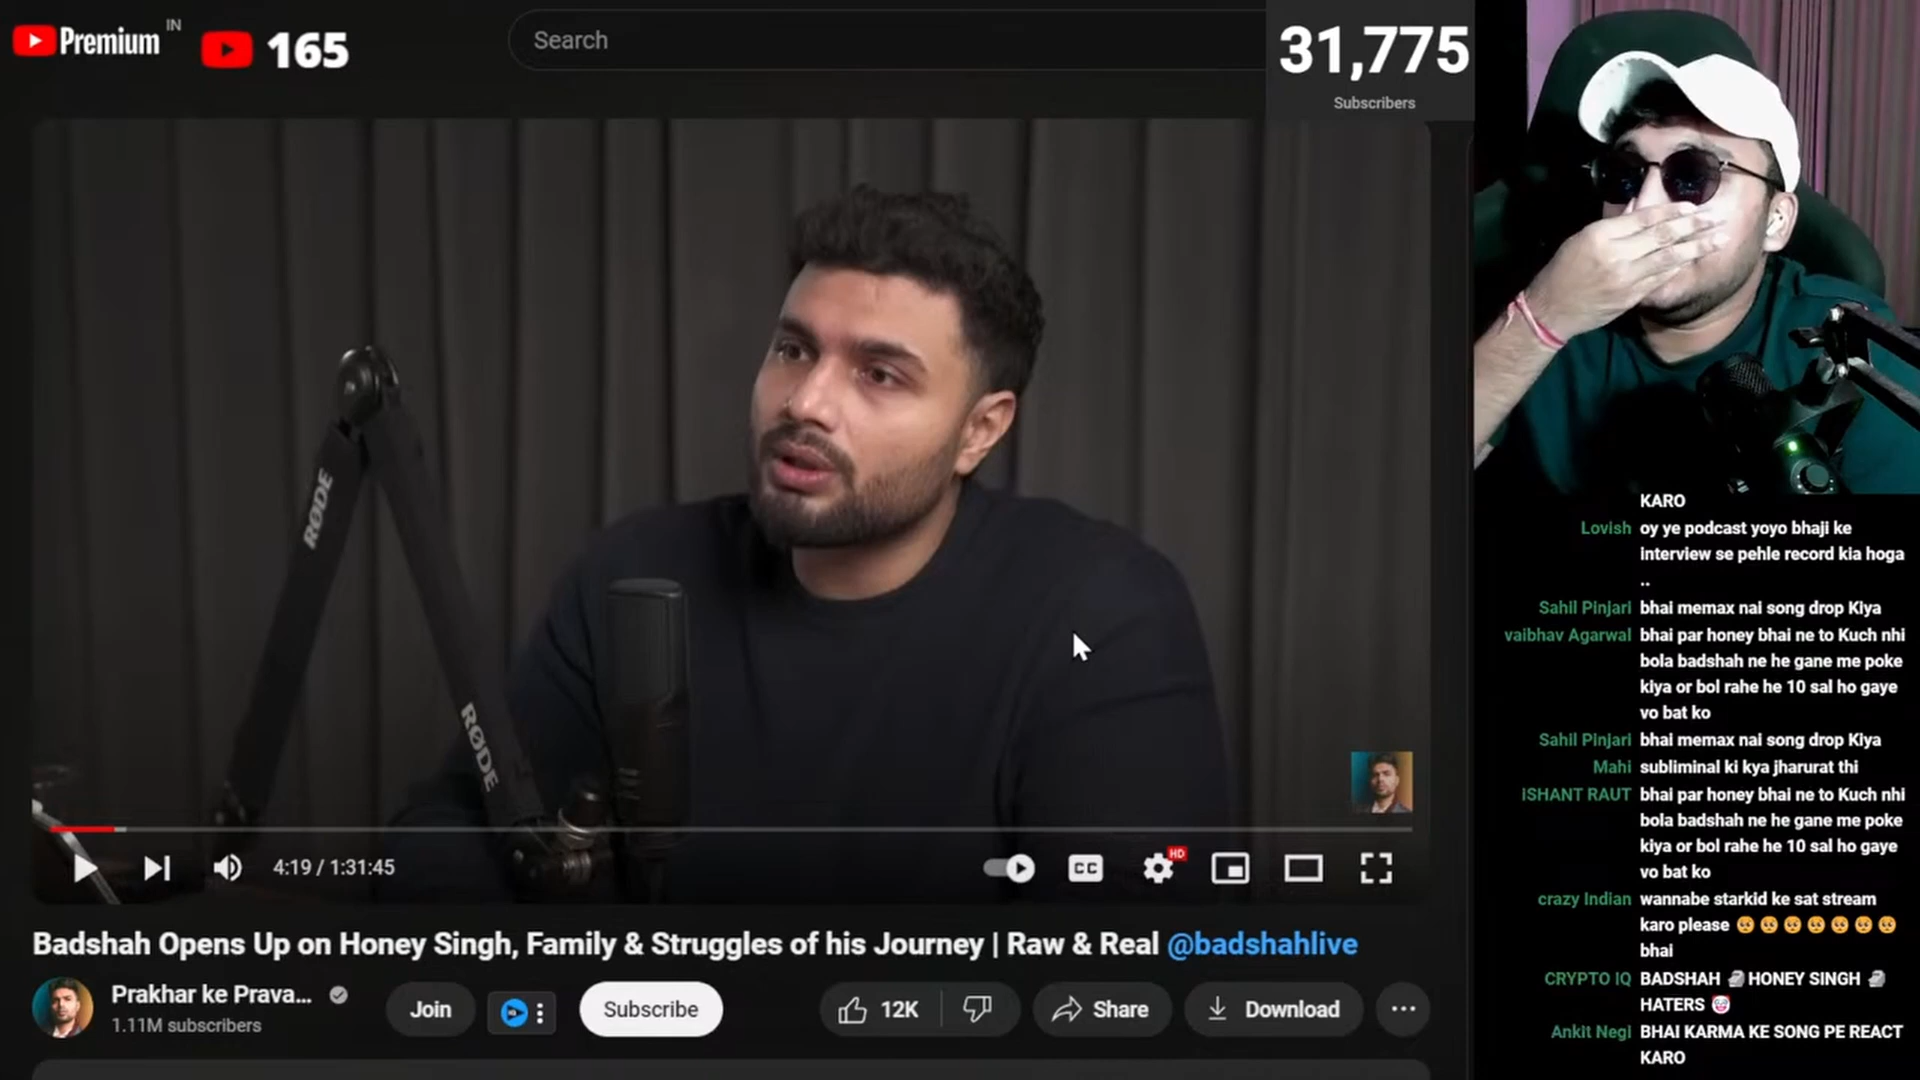 Premium IN
165
Search
31,775
Subscribers
RØDE
RØDE
4:19 / 1:31:45
CC
HD
Badshah Opens Up on Honey Singh, Family & Struggles of his Journey | Raw & Real @badshahlive
Prakhar ke Prava...
1.11M subscribers
Join
Subscribe
12K
Share
Download
KARO
Lovish oy ye podcast yoyo bhaji ke
interview se pehle record kia hoga
..
Sahil Pinjari bhai memax nai song drop Kiya
vaibhav Agarwal bhai par honey bhai ne to Kuch nhi
bola badshah ne he gane me poke
kiya or bol rahe he 10 sal ho gaye
vo bat ko
Sahil Pinjari bhai memax nai song drop Kiya
Mahi subliminal ki kya jharurat thi
ISHANT RAUT bhai par honey bhai ne to Kuch nhi
bola badshah ne he gane me poke
kiya or bol rahe he 10 sal ho gaye
vo bat ko
crazy Indian wannabe starkid ke sat stream
karo please 🥺🥺🥺🥺🥺🥺🥺
bhai
CRYPTO IQ BADSHAH 🗿 HONEY SINGH 🗿
HATERS 🤡
Ankit Negi BHAI KARMA KE SONG PE REACT
KARO